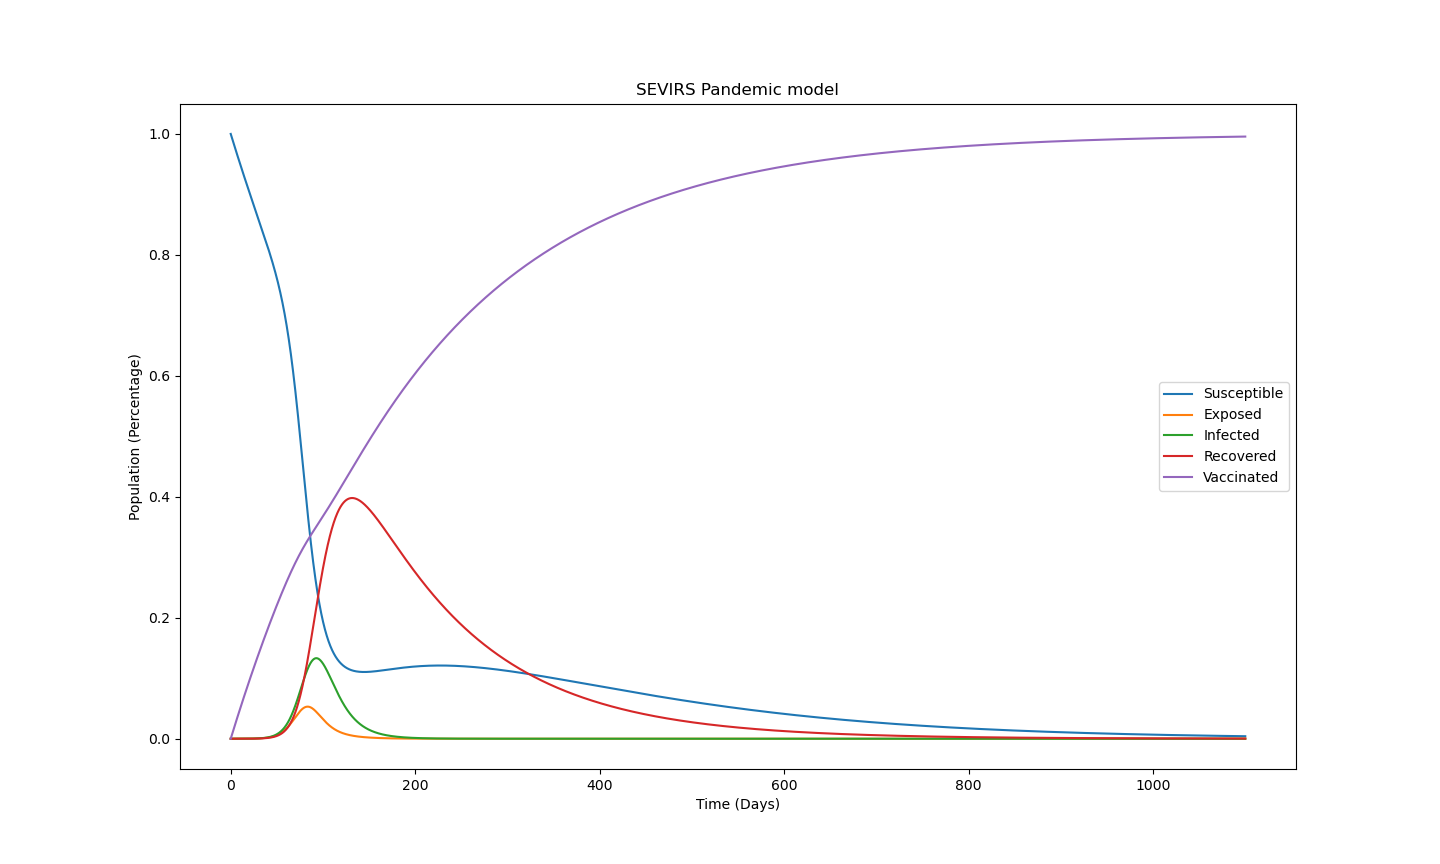 SEVIRS Pandemic model
1.0
0.8
0.6
0.4
0.2
0.0
Population (Percentage)
Susceptible
Exposed
Infected
Recovered
Vaccinated
0 200 400 600 800 1000
Time (Days)